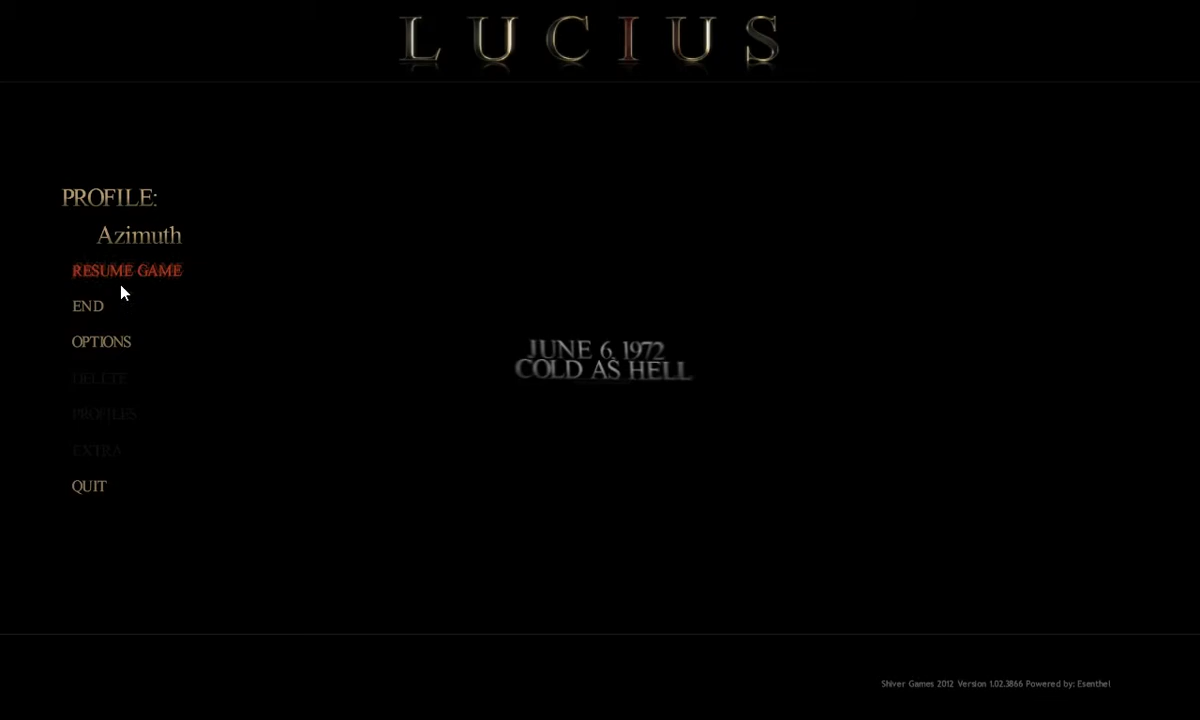 LUCIUS
PROFILE:
Azimuth
RESUME GAME
END
OPTIONS
DELETE
PROFILES
EXTRA
QUIT
JUNE 6, 1972
COLD AS HELL
Shiver Games 2012 Version 1.02.3866 Powered by: Esenthel